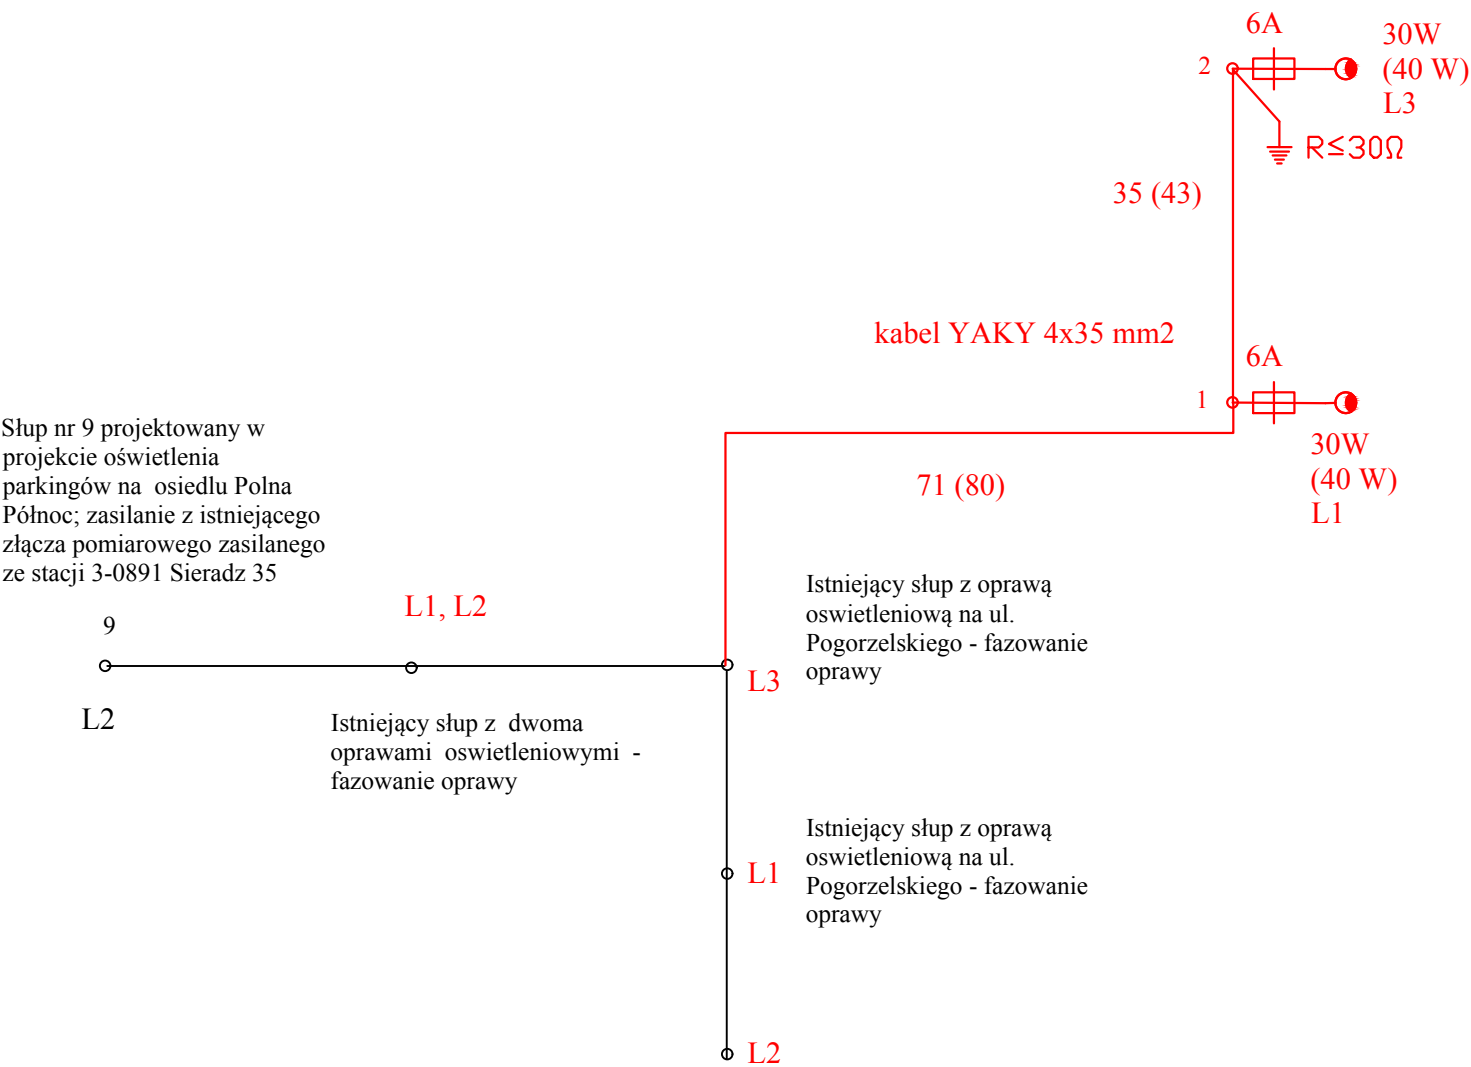 6A
30W
(40 W)
L3
2
R≤30Ω
35 (43)
kabel YAKY 4x35 mm2
6A
1
30W
(40 W)
L1
71 (80)
Słup nr 9 projektowany w
projekcie oświetlenia
parkingów na osiedlu Polna
Północ; zasilanie z istniejącego
złącza pomiarowego zasilanego
ze stacji 3-0891 Sieradz 35
9
L2
L1, L2
Istniejący słup z dwoma
oprawami oswietleniowymi -
fazowanie oprawy
Istniejący słup z oprawą
oswietleniową na ul.
Pogorzelskiego - fazowanie
oprawy
L3
Istniejący słup z oprawą
oswietleniową na ul.
Pogorzelskiego - fazowanie
oprawy
L1
L2